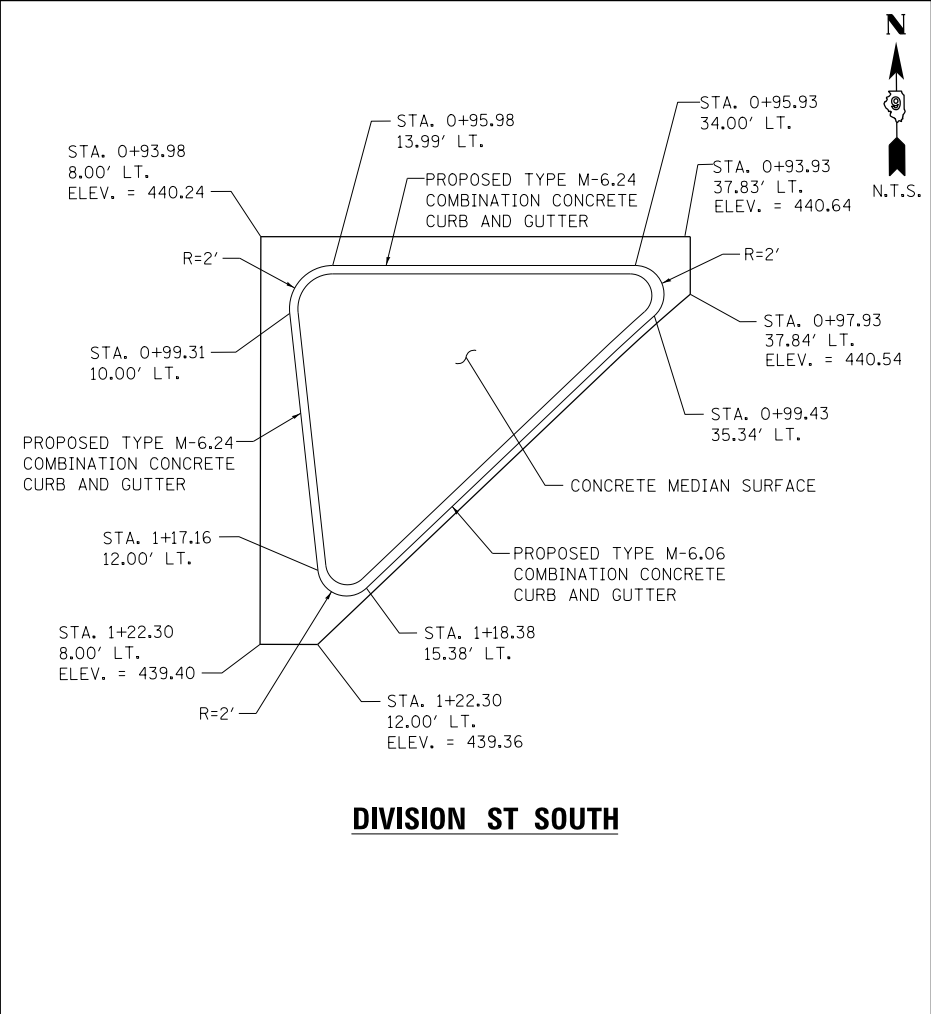 N
9
N.T.S.
STA. 0+95.93
34.00' LT.
STA. 0+95.98
13.99' LT.
STA. 0+93.98
8.00' LT.
ELEV. = 440.24
STA. 0+93.93
37.83' LT.
ELEV. = 440.64
PROPOSED TYPE M-6.24
COMBINATION CONCRETE
CURB AND GUTTER
R=2'
R=2'
STA. 0+97.93
37.84' LT.
ELEV. = 440.54
STA. 0+99.31
10.00' LT.
STA. 0+99.43
35.34' LT.
PROPOSED TYPE M-6.24
COMBINATION CONCRETE
CURB AND GUTTER
CONCRETE MEDIAN SURFACE
STA. 1+17.16
12.00' LT.
PROPOSED TYPE M-6.06
COMBINATION CONCRETE
CURB AND GUTTER
STA. 1+22.30
8.00' LT.
ELEV. = 439.40
STA. 1+18.38
15.38' LT.
R=2'
STA. 1+22.30
12.00' LT.
ELEV. = 439.36
DIVISION ST SOUTH